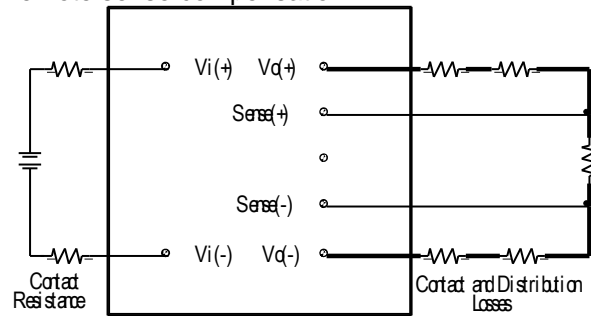 Vi(+) Vo(+)
Sense(+)
Sense(-)
Vi(-) Vo(-)
Contact
Resistance
Contact and Distribution
Losses